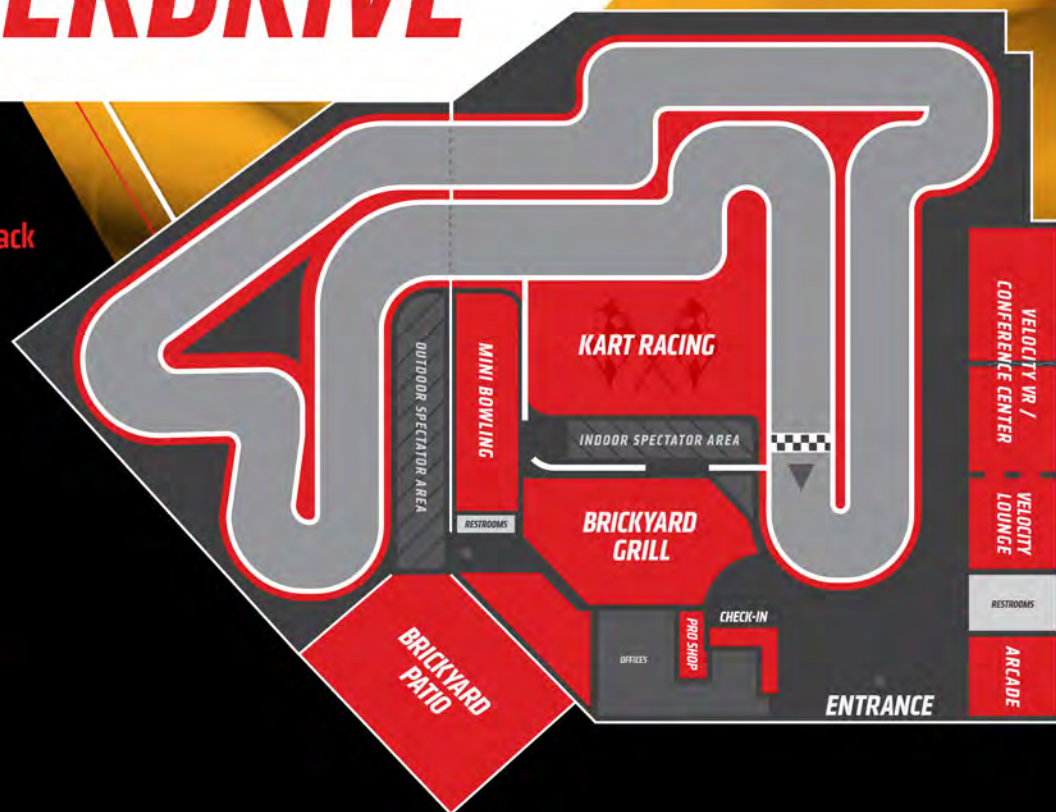 ERDRIVE
ack
KART RACING
INDOOR SPECTATOR AREA
OUTDOOR SPECTATOR AREA
MINI BOWLING
RESTROOMS
BRICKYARD
GRILL
BRICKYARD
PATIO
OFFICES
PRO SHOP
CHECK-IN
ENTRANCE
VELOCITY VR /
CONFERENCE CENTER
VELOCITY
LOUNGE
RESTROOMS
ARCADE